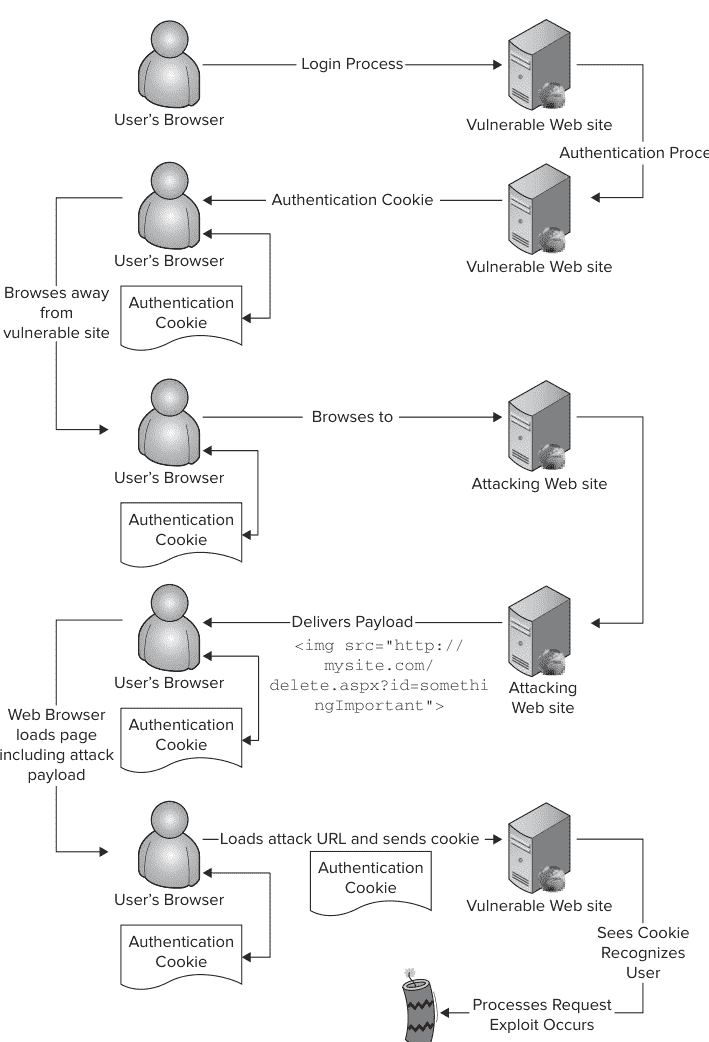 Login Process
User's Browser
Vulnerable Web site
Authentication Proce
Authentication Cookie
User's Browser
Vulnerable Web site
Browses away
from
vulnerable site
Authentication
Cookie
Browses to
User's Browser
Attacking Web site
Authentication
Cookie
Delivers Payload
<img src="http://
mysite.com/
delete.aspx?id=somethi
ngImportant">
User's Browser
Attacking
Web site
Web Browser
loads page
including attack
payload
Authentication
Cookie
Loads attack URL and sends cookie
Authentication
Cookie
User's Browser
Vulnerable Web site
Authentication
Cookie
Sees Cookie
Recognizes
User
Processes Request
Exploit Occurs